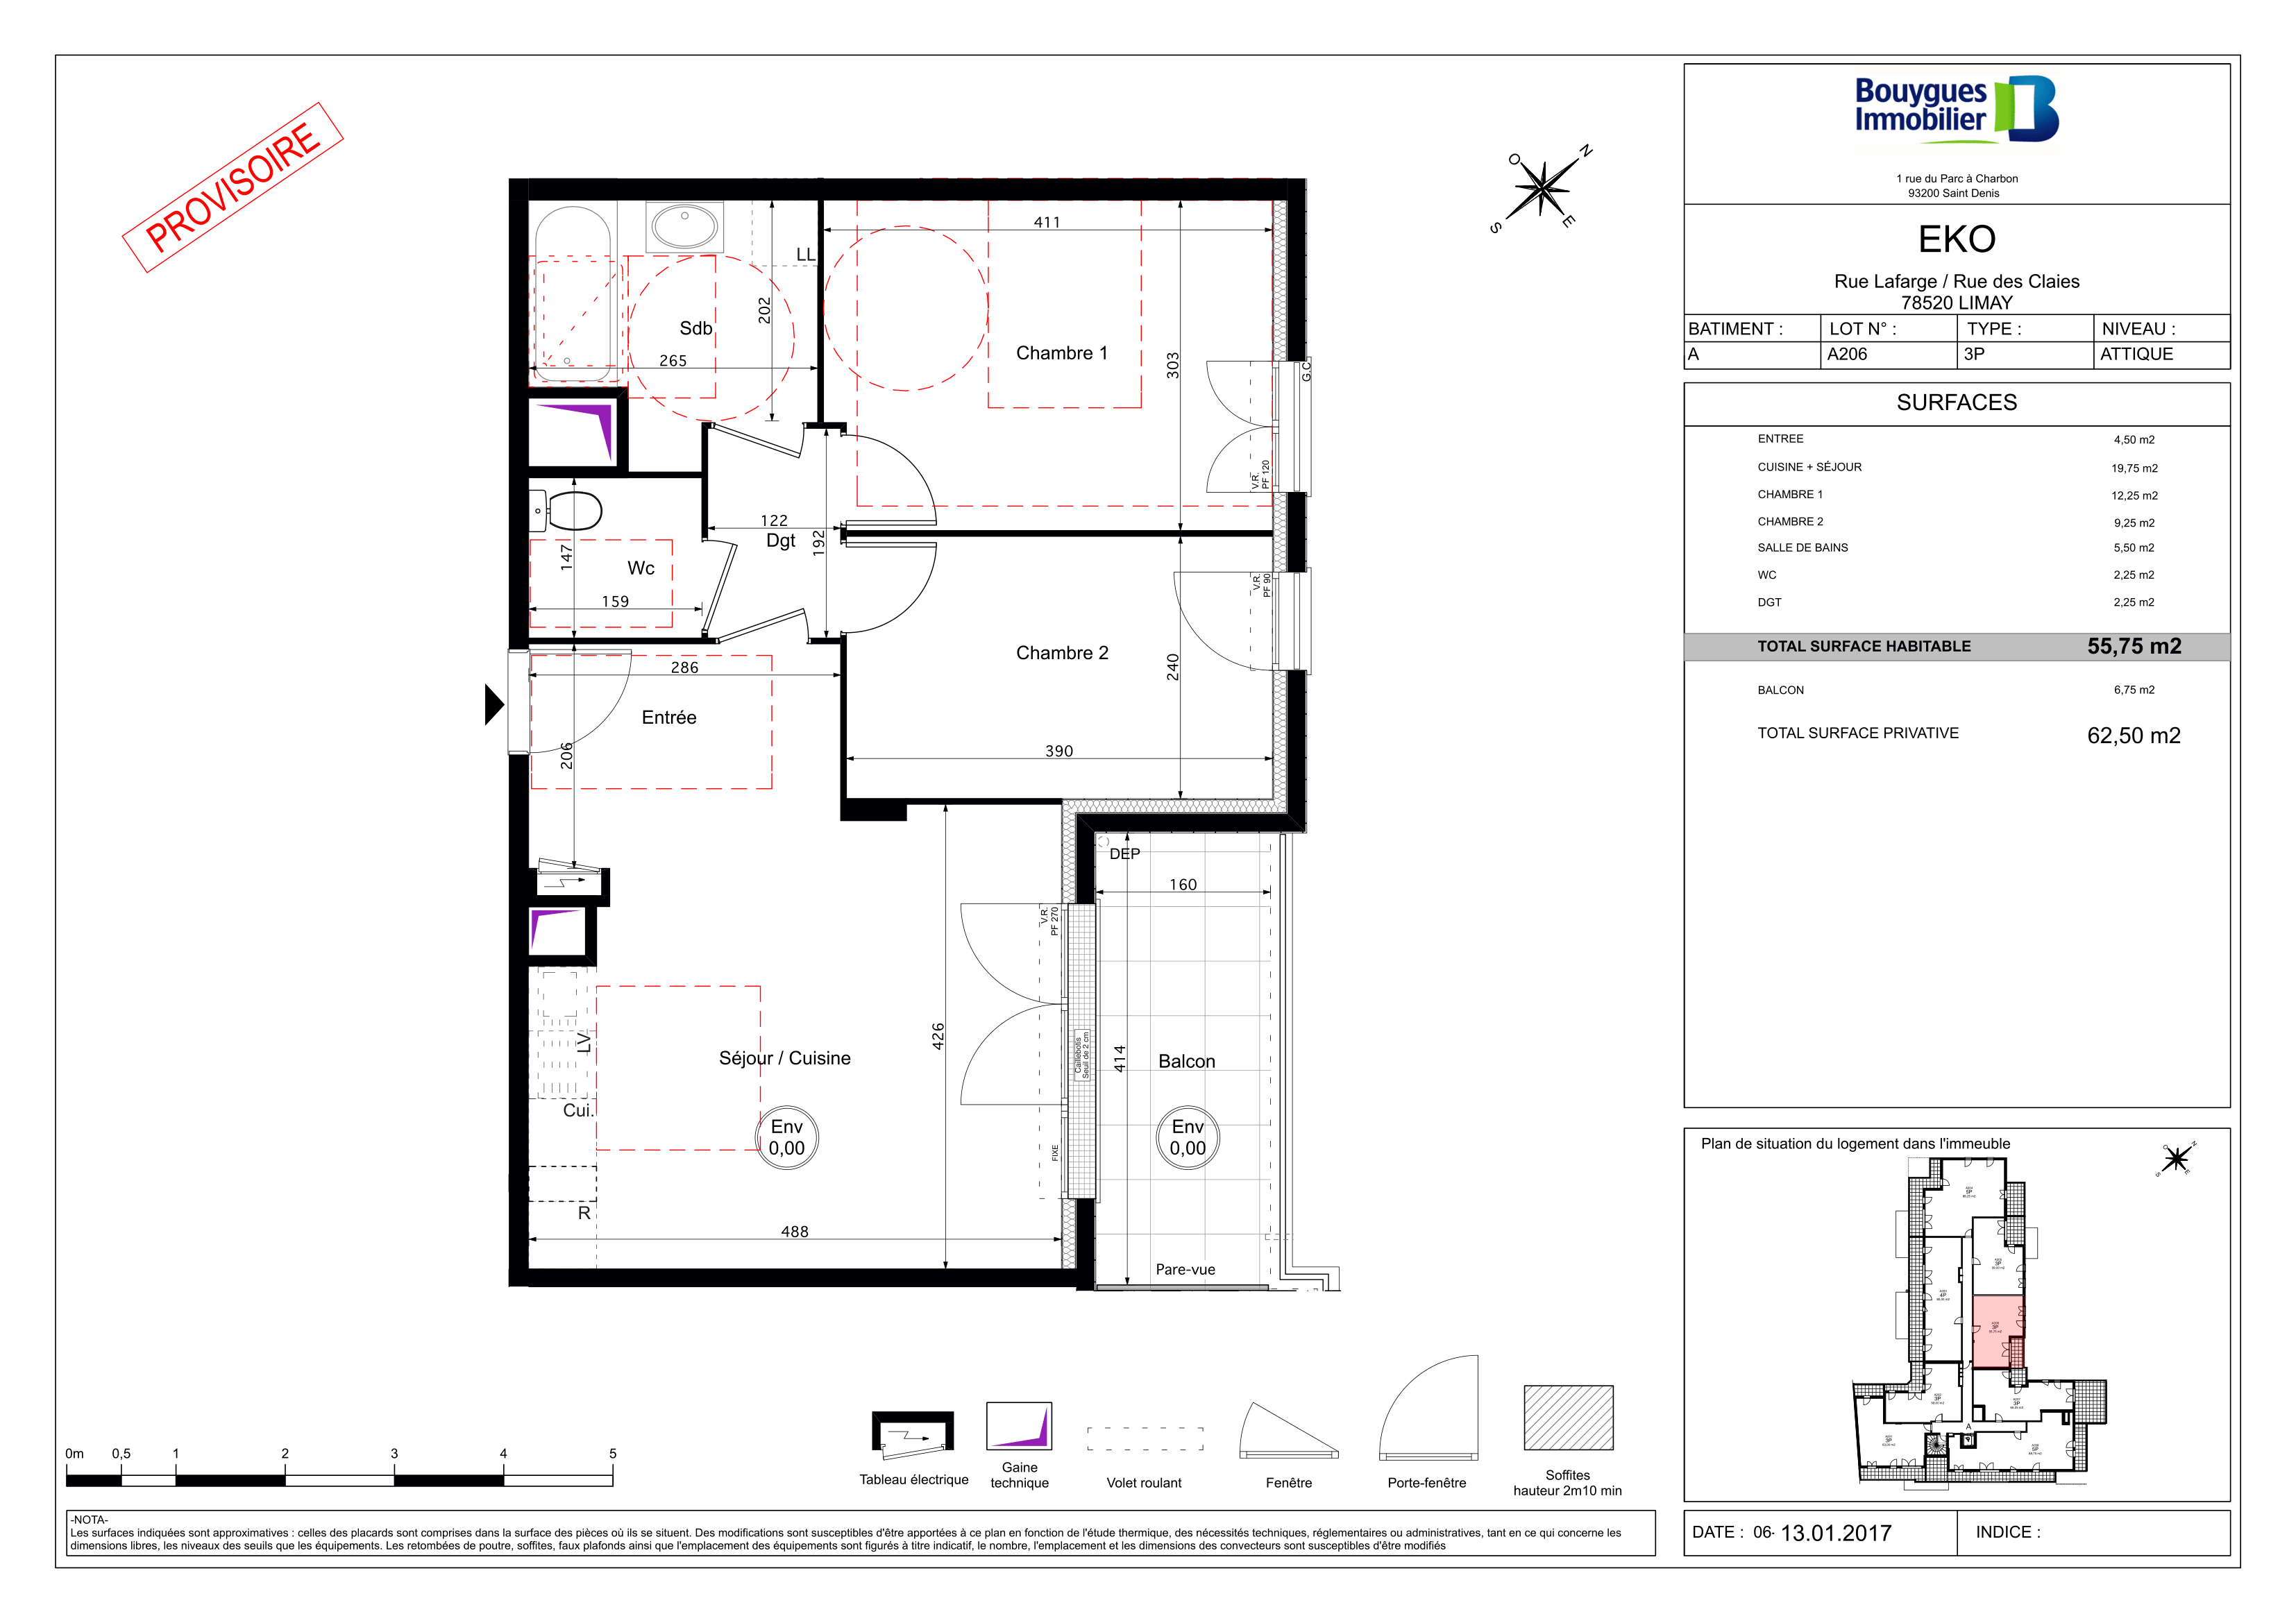 PROVISOIRE
O
N
S
E
Bouygues
Immobilier
1 rue du Parc à Charbon
93200 Saint Denis
EKO
Rue Lafarge / Rue des Claies
78520 LIMAY
BATIMENT :
LOT N° :
TYPE :
NIVEAU :
A
A206
3P
ATTIQUE
SURFACES
ENTREE 4,50 m2
CUISINE + SÉJOUR 19,75 m2
CHAMBRE 1 12,25 m2
CHAMBRE 2 9,25 m2
SALLE DE BAINS 5,50 m2
WC 2,25 m2
DGT 2,25 m2
TOTAL SURFACE HABITABLE 55,75 m2
BALCON 6,75 m2
TOTAL SURFACE PRIVATIVE 62,50 m2
LL
202
Sdb
265
411
Chambre 1
303
G.C.
V.R.
PF 120
122
Dgt
192
147
Wc
159
V.R.
PF 90
286
Chambre 2
240
Entrée
206
390
DEP
160
V.R.
PF 270
426
LV
Séjour / Cuisine
Caillebotis
Seuil de 2 cm
414
Balcon
Cui.
Env
0,00
Env
0,00
FIXE
R
488
Pare-vue
Plan de situation du logement dans l'immeuble
O
N
S
E
5P
3P
4P
3P
3P
3P
3P
5P
A
0m 0,5 1 2 3 4 5
Tableau électrique
Gaine
technique
Volet roulant
Fenêtre
Porte-fenêtre
Soffites
hauteur 2m10 min
-NOTA-
Les surfaces indiquées sont approximatives : celles des placards sont comprises dans la surface des pièces où ils se situent. Des modifications sont susceptibles d'être apportées à ce plan en fonction de l'étude thermique, des nécessités techniques, réglementaires ou administratives, tant en ce qui concerne les
dimensions libres, les niveaux des seuils que les équipements. Les retombées de poutre, soffites, faux plafonds ainsi que l'emplacement des équipements sont figurés à titre indicatif, le nombre, l'emplacement et les dimensions des convecteurs sont susceptibles d'être modifiés
DATE : 06- 13.01.2017
INDICE :